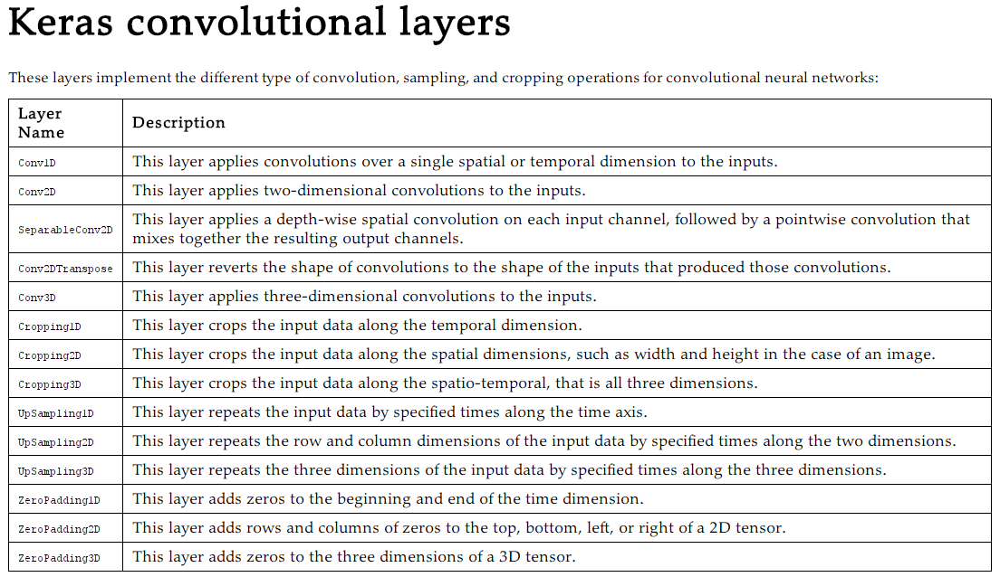 Keras convolutional layers
These layers implement the different type of convolution, sampling, and cropping operations for convolutional neural networks:
Layer
Name
Description
Conv1D
This layer applies convolutions over a single spatial or temporal dimension to the inputs.
Conv2D
This layer applies two-dimensional convolutions to the inputs.
SeparableConv2D
This layer applies a depth-wise spatial convolution on each input channel, followed by a pointwise convolution that
mixes together the resulting output channels.
Conv2DTranspose
This layer reverts the shape of convolutions to the shape of the inputs that produced those convolutions.
Conv3D
This layer applies three-dimensional convolutions to the inputs.
Cropping1D
This layer crops the input data along the temporal dimension.
Cropping2D
This layer crops the input data along the spatial dimensions, such as width and height in the case of an image.
Cropping3D
This layer crops the input data along the spatio-temporal, that is all three dimensions.
UpSampling1D
This layer repeats the input data by specified times along the time axis.
UpSampling2D
This layer repeats the row and column dimensions of the input data by specified times along the two dimensions.
UpSampling3D
This layer repeats the three dimensions of the input data by specified times along the three dimensions.
ZeroPadding1D
This layer adds zeros to the beginning and end of the time dimension.
ZeroPadding2D
This layer adds rows and columns of zeros to the top, bottom, left, or right of a 2D tensor.
ZeroPadding3D
This layer adds zeros to the three dimensions of a 3D tensor.